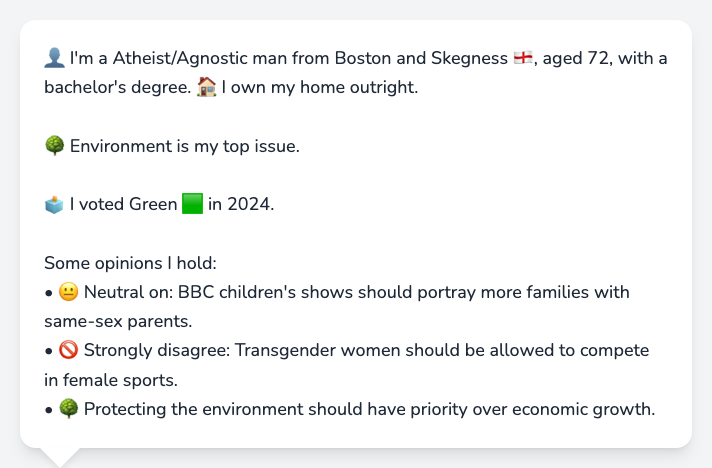 👤 I'm a Atheist/Agnostic man from Boston and Skegness 🏴󠁧󠁢󠁥󠁮󠁧󠁿, aged 72, with a
bachelor's degree. 🏠 I own my home outright.
🌳 Environment is my top issue.
🗳️ I voted Green 🟩 in 2024.
Some opinions I hold:
• 😐 Neutral on: BBC children's shows should portray more families with
same-sex parents.
• 🚫 Strongly disagree: Transgender women should be allowed to compete
in female sports.
• 🌳 Protecting the environment should have priority over economic growth.